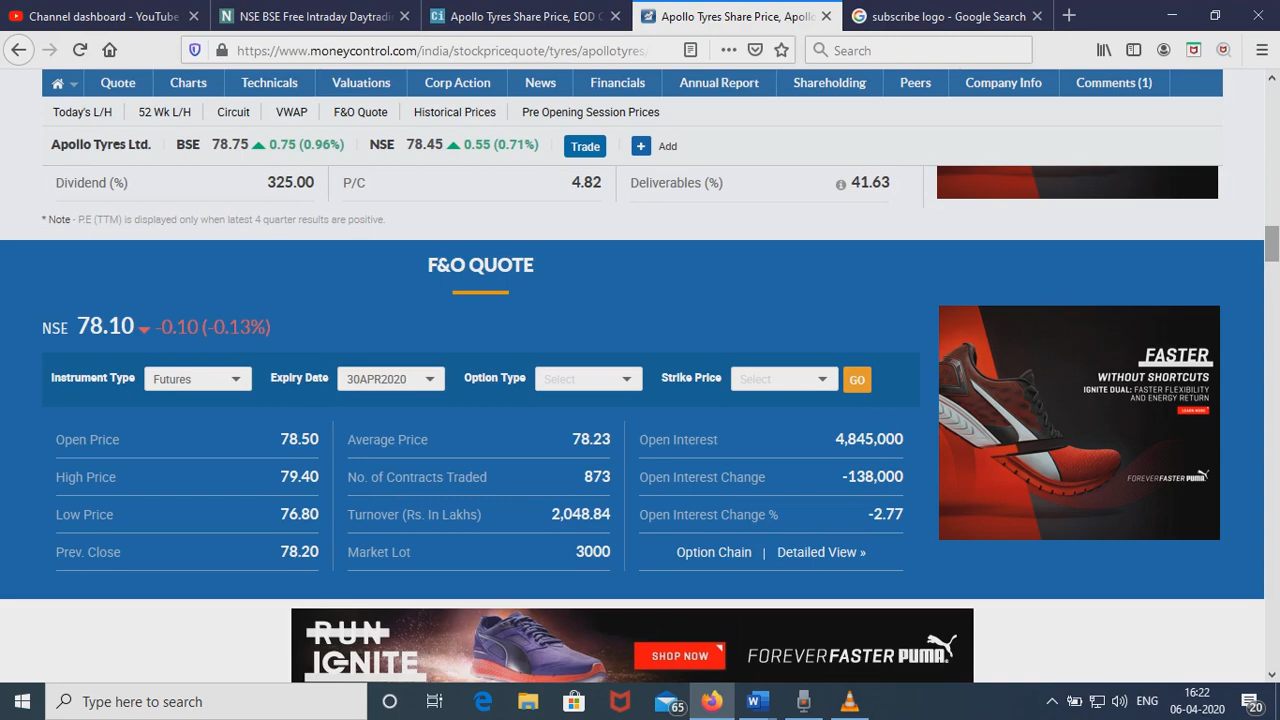 Channel dashboard - YouTube
NSE BSE Free Intraday Daytradi
Ci Apollo Tyres Share Price, EOD C
Apollo Tyres Share Price, Apollo
subscribe logo - Google Search
https://www.moneycontrol.com/india/stockpricequote/tyres/apollotyres/
Search
Quote Charts Technicals Valuations Corp Action News Financials Annual Report Shareholding Peers Company Info Comments (1)
Today's L/H 52 Wk L/H Circuit VWAP F&O Quote Historical Prices Pre Opening Session Prices
Apollo Tyres Ltd. BSE 78.75 0.75 (0.96%) NSE 78.45 0.55 (0.71%) Trade + Add
Dividend (%) 325.00 P/C 4.82 Deliverables (%) 41.63
* Note - P.E (TTM) is displayed only when latest 4 quarter results are positive.
F&O QUOTE
NSE 78.10 -0.10 (-0.13%)
Instrument Type Futures Expiry Date 30APR2020 Option Type Select Strike Price Select GO
Open Price 78.50 Average Price 78.23 Open Interest 4,845,000
High Price 79.40 No. of Contracts Traded 873 Open Interest Change -138,000
Low Price 76.80 Turnover (Rs. In Lakhs) 2,048.84 Open Interest Change % -2.77
Prev. Close 78.20 Market Lot 3000 Option Chain | Detailed View »
FASTER
WITHOUT SHORTCUTS
IGNITE DUAL: FASTER FLEXIBILITY
AND ENERGY RETURN
LEARN MORE
FOREVER FASTER PUMA
RUN
IGNITE
SHOP NOW
FOREVER FASTER PUMA
Type here to search
65
ENG
16:22
06-04-2020
20